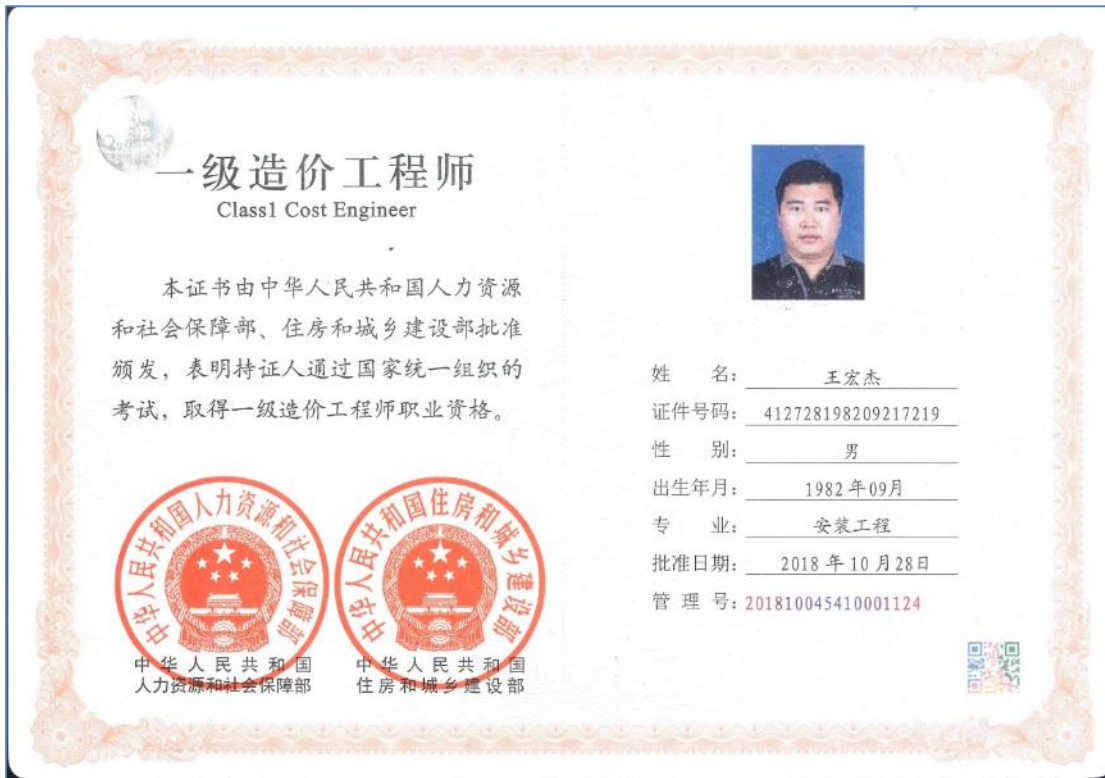 一级造价工程师
Class1 Cost Engineer
本证书由中华人民共和国人力资源
和社会保障部、住房和城乡建设部批准
颁发，表明持证人通过国家统一组织的
考试，取得一级造价工程师职业资格。
中华人民共和国人力资源和社会保障部
中华人民共和国住房和城乡建设部
中华人民共和国
人力资源和社会保障部
中华人民共和国
住房和城乡建设部
姓 名： 王宏杰
证件号码： 412728198209217219
性 别： 男
出生年月： 1982年09月
专 业： 安装工程
批准日期： 2018年10月28日
管 理 号：201810045410001124